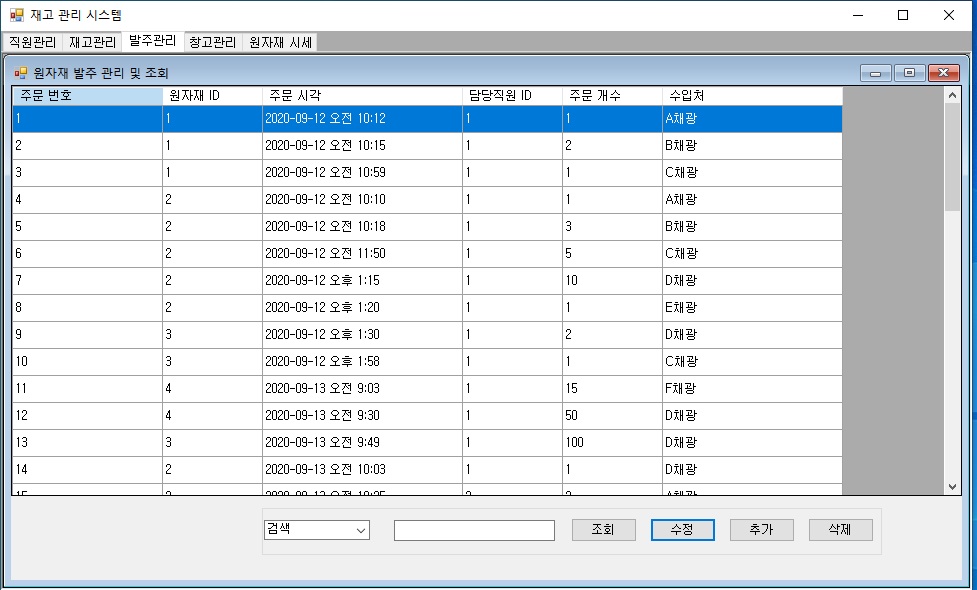 재고 관리 시스템
직원관리 재고관리 발주관리 창고관리 원자재 시세
원자재 발주 관리 및 조회
주문 번호 원자재 ID 주문 시각 담당직원 ID 주문 개수 수입처
1 1 2020-09-12 오전 10:12 1 1 A채광
2 1 2020-09-12 오전 10:15 1 2 B채광
3 1 2020-09-12 오전 10:59 1 1 C채광
4 2 2020-09-12 오전 10:10 1 1 A채광
5 2 2020-09-12 오전 10:18 1 3 B채광
6 2 2020-09-12 오전 11:50 1 5 C채광
7 2 2020-09-12 오후 1:15 1 10 D채광
8 2 2020-09-12 오후 1:20 1 1 E채광
9 3 2020-09-12 오후 1:30 1 2 D채광
10 3 2020-09-12 오후 1:58 1 1 C채광
11 4 2020-09-13 오전 9:03 1 15 F채광
12 4 2020-09-13 오전 9:30 1 50 D채광
13 3 2020-09-13 오전 9:49 1 100 D채광
14 2 2020-09-13 오전 10:03 1 1 D채광
검색 조회 수정 추가 삭제